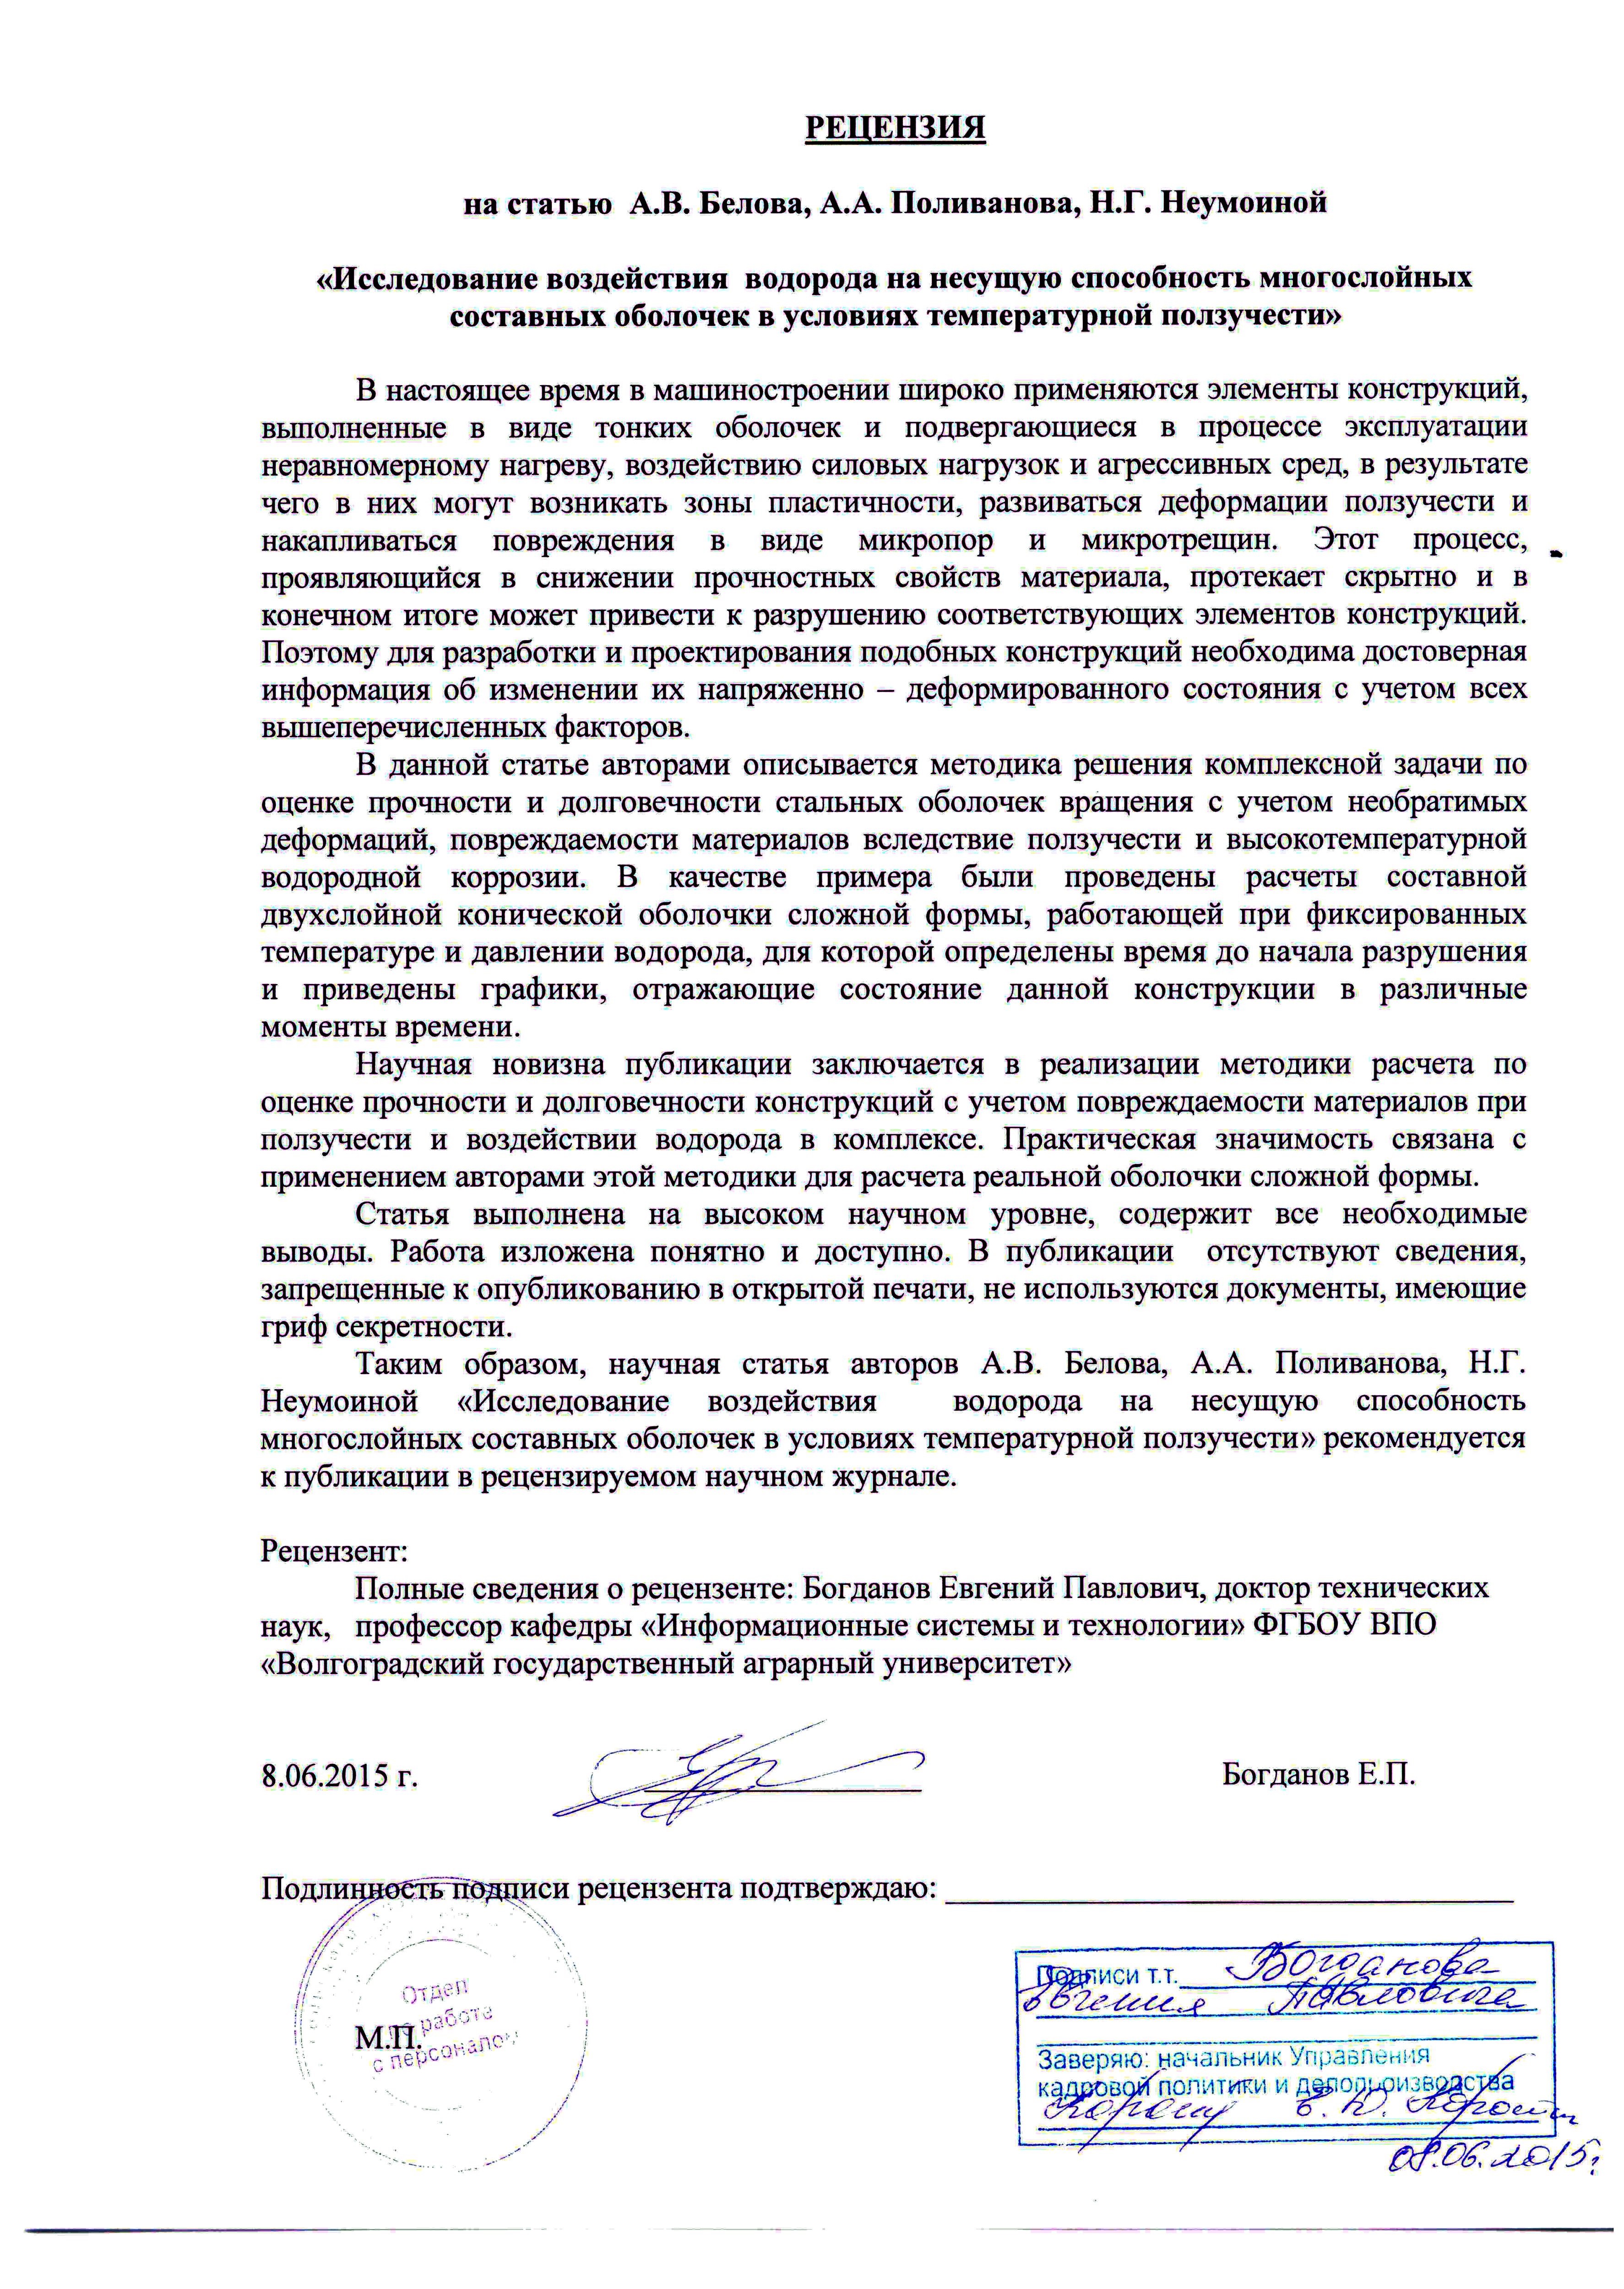 РЕЦЕНЗИЯ
на статью  А.В. Белова, А.А. Поливанова, Н.Г. Неумоиной
«Исследование воздействия  водорода на несущую способность многослойных
составных оболочек в условиях температурной ползучести»
В настоящее время в машиностроении широко применяются элементы конструкций,
выполненные в виде тонких оболочек и подвергающиеся в процессе эксплуатации
неравномерному нагреву, воздействию силовых нагрузок и агрессивных сред, в результате
чего в них могут возникать зоны пластичности, развиваться деформации ползучести и
накапливаться повреждения в виде микропор и микротрещин. Этот процесс,
проявляющийся в снижении прочностных свойств материала, протекает скрытно и в
конечном итоге может привести к разрушению соответствующих элементов конструкций.
Поэтому для разработки и проектирования подобных конструкций необходима достоверная
информация об изменении их напряженно – деформированного состояния с учетом всех
вышеперечисленных факторов.
В данной статье авторами описывается методика решения комплексной задачи по
оценке прочности и долговечности стальных оболочек вращения с учетом необратимых
деформаций, повреждаемости материалов вследствие ползучести и высокотемпературной
водородной коррозии. В качестве примера были проведены расчеты составной
двухслойной конической оболочки сложной формы, работающей при фиксированных
температуре и давлении водорода, для которой определены время до начала разрушения
и приведены графики, отражающие состояние данной конструкции в различные
моменты времени.
Научная новизна публикации заключается в реализации методики расчета по
оценке прочности и долговечности конструкций с учетом повреждаемости материалов при
ползучести и воздействии водорода в комплексе. Практическая значимость связана с
применением авторами этой методики для расчета реальной оболочки сложной формы.
Статья выполнена на высоком научном уровне, содержит все необходимые
выводы. Работа изложена понятно и доступно. В публикации  отсутствуют сведения,
запрещенные к опубликованию в открытой печати, не используются документы, имеющие
гриф секретности.
Таким образом, научная статья авторов А.В. Белова, А.А. Поливанова, Н.Г.
Неумоиной «Исследование воздействия  водорода на несущую способность
многослойных составных оболочек в условиях температурной ползучести» рекомендуется
к публикации в рецензируемом научном журнале.
Рецензент:
Полные сведения о рецензенте: Богданов Евгений Павлович, доктор технических
наук,   профессор кафедры «Информационные системы и технологии» ФГБОУ ВПО
«Волгоградский государственный аграрный университет»
8.06.2015 г. Богданов Е.П.
Подлинность подписи рецензента подтверждаю:
Отдел
по работе
с персоналом
М.П.
Подписи т.т. Богданова
Евгения Павловича
Заверяю: начальник Управления
кадровой политики и делопроизводства
Е.Ю.
08.06.2015г